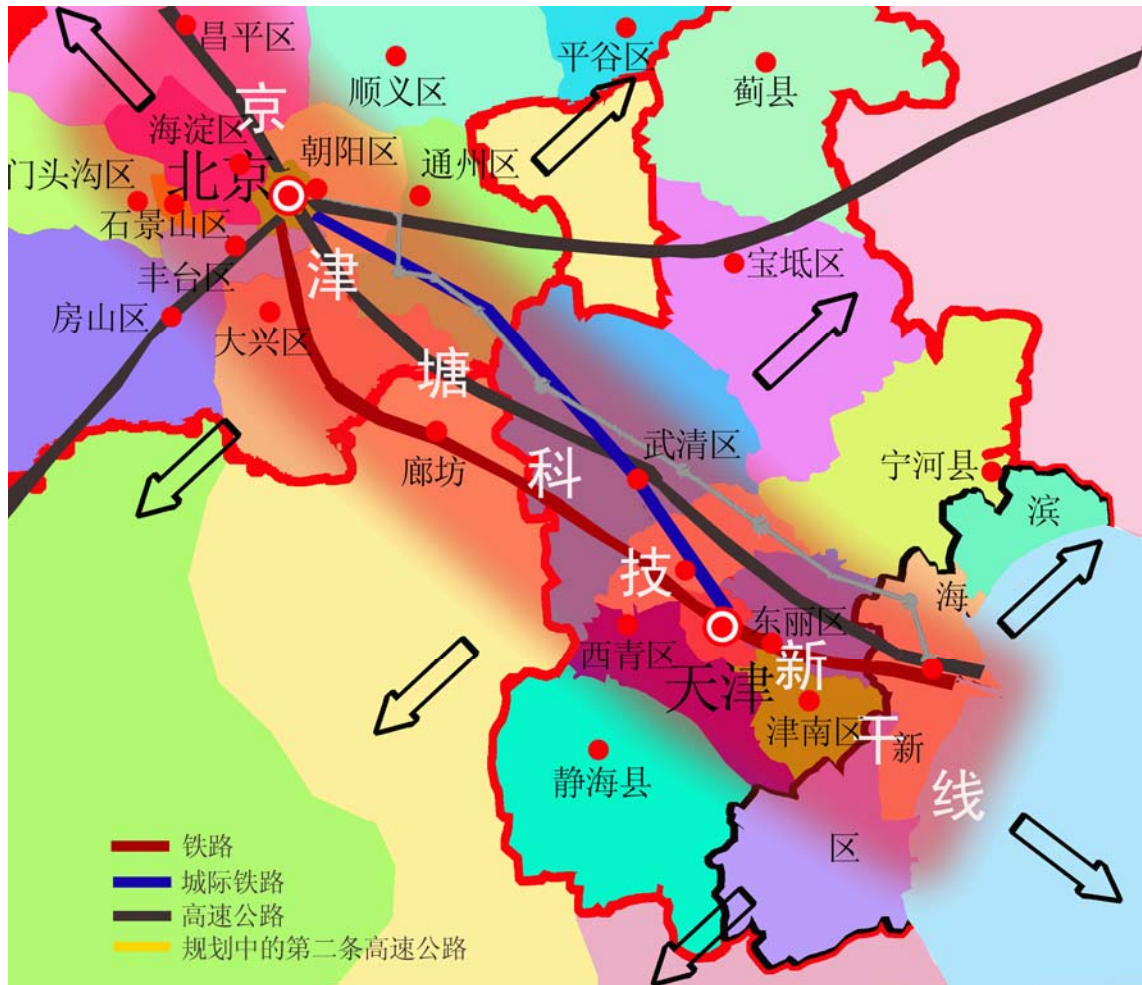 昌平区
顺义区
平谷区
蓟县
京
海淀区
朝阳区
通州区
门头沟区
北京
石景山区
丰台区
津
宝坻区
房山区
大兴区
塘
廊坊
科
武清区
宁河县
滨
技
海
东丽区
西青区
天津
新
津南区
干
新
静海县
线
区
铁路
城际铁路
高速公路
规划中的第二条高速公路